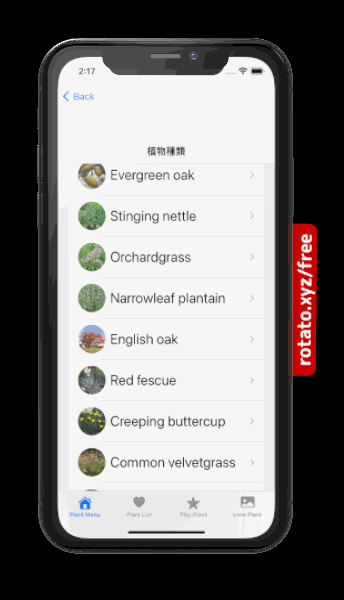 2:17
Back
植物種類
Evergreen oak
Stinging nettle
Orchardgrass
Narrowleaf plantain
English oak
Red fescue
Creeping buttercup
Common velvetgrass
Plant Menu
Plant List
Play Plant
Love Plant
rotato.xyz/free